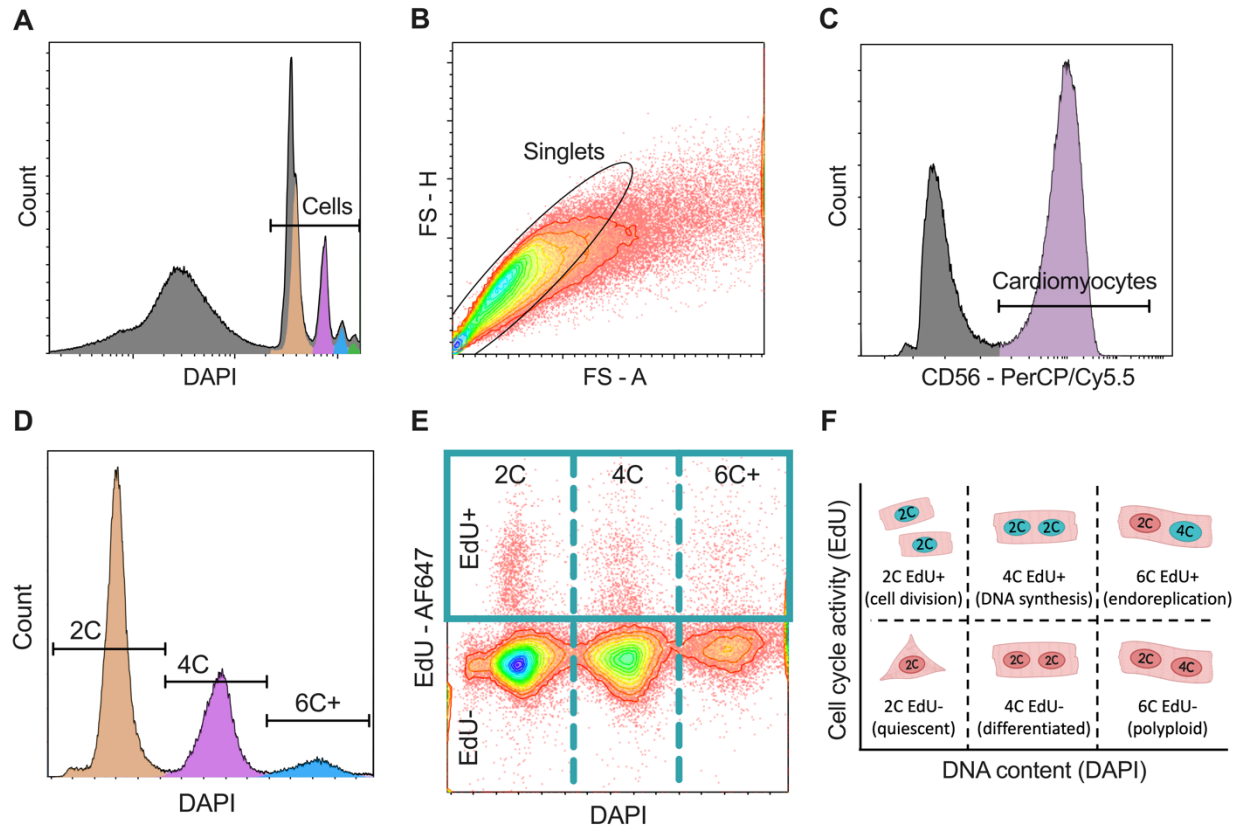 A
Count
Cells
DAPI
B
FS - H
Singlets
FS - A
C
Count
Cardiomyocytes
CD56 - PerCP/Cy5.5
D
Count
2C
4C
6C+
DAPI
E
EdU - AF647
EdU+
EdU-
2C
4C
6C+
DAPI
F
Cell cycle activity (EdU)
2C
2C
2C EdU+
(cell division)
2C 2C
4C EdU+
(DNA synthesis)
2C 4C
6C EdU+
(endoreplication)
2C
2C EdU-
(quiescent)
2C 2C
4C EdU-
(differentiated)
2C 4C
6C EdU-
(polyploid)
DNA content (DAPI)